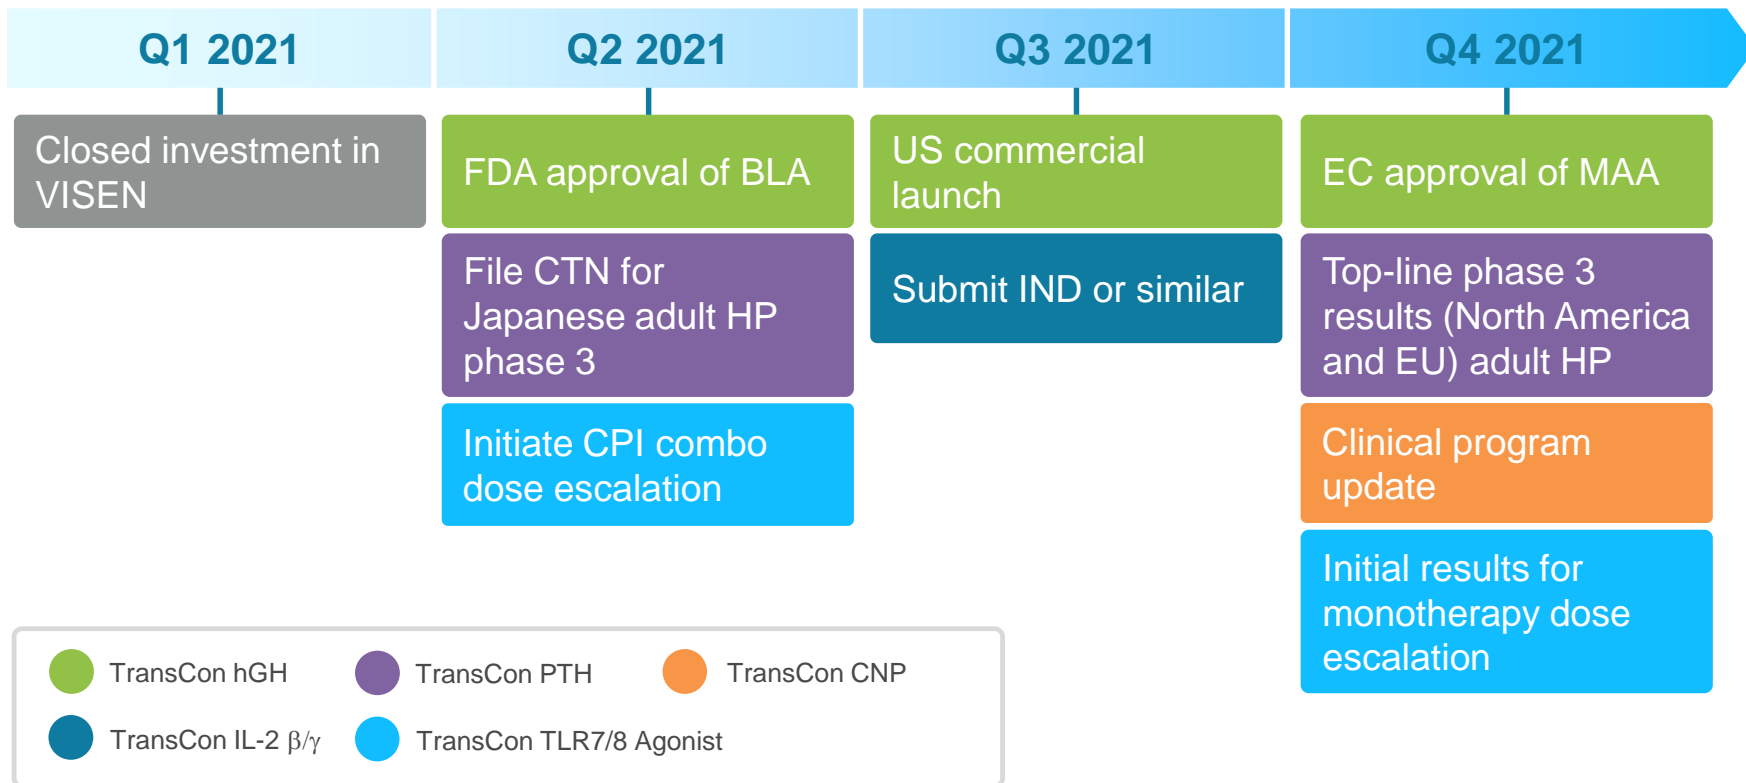 Q1 2021
Q2 2021
Q3 2021
Q4 2021
Closed investment in
VISEN
FDA approval of BLA
File CTN for
Japanese adult HP
phase 3
Initiate CPI combo
dose escalation
US commercial
launch
Submit IND or similar
EC approval of MAA
Top-line phase 3
results (North America
and EU) adult HP
Clinical program
update
Initial results for
monotherapy dose
escalation
TransCon hGH
TransCon PTH
TransCon CNP
TransCon IL-2 β/γ
TransCon TLR7/8 Agonist